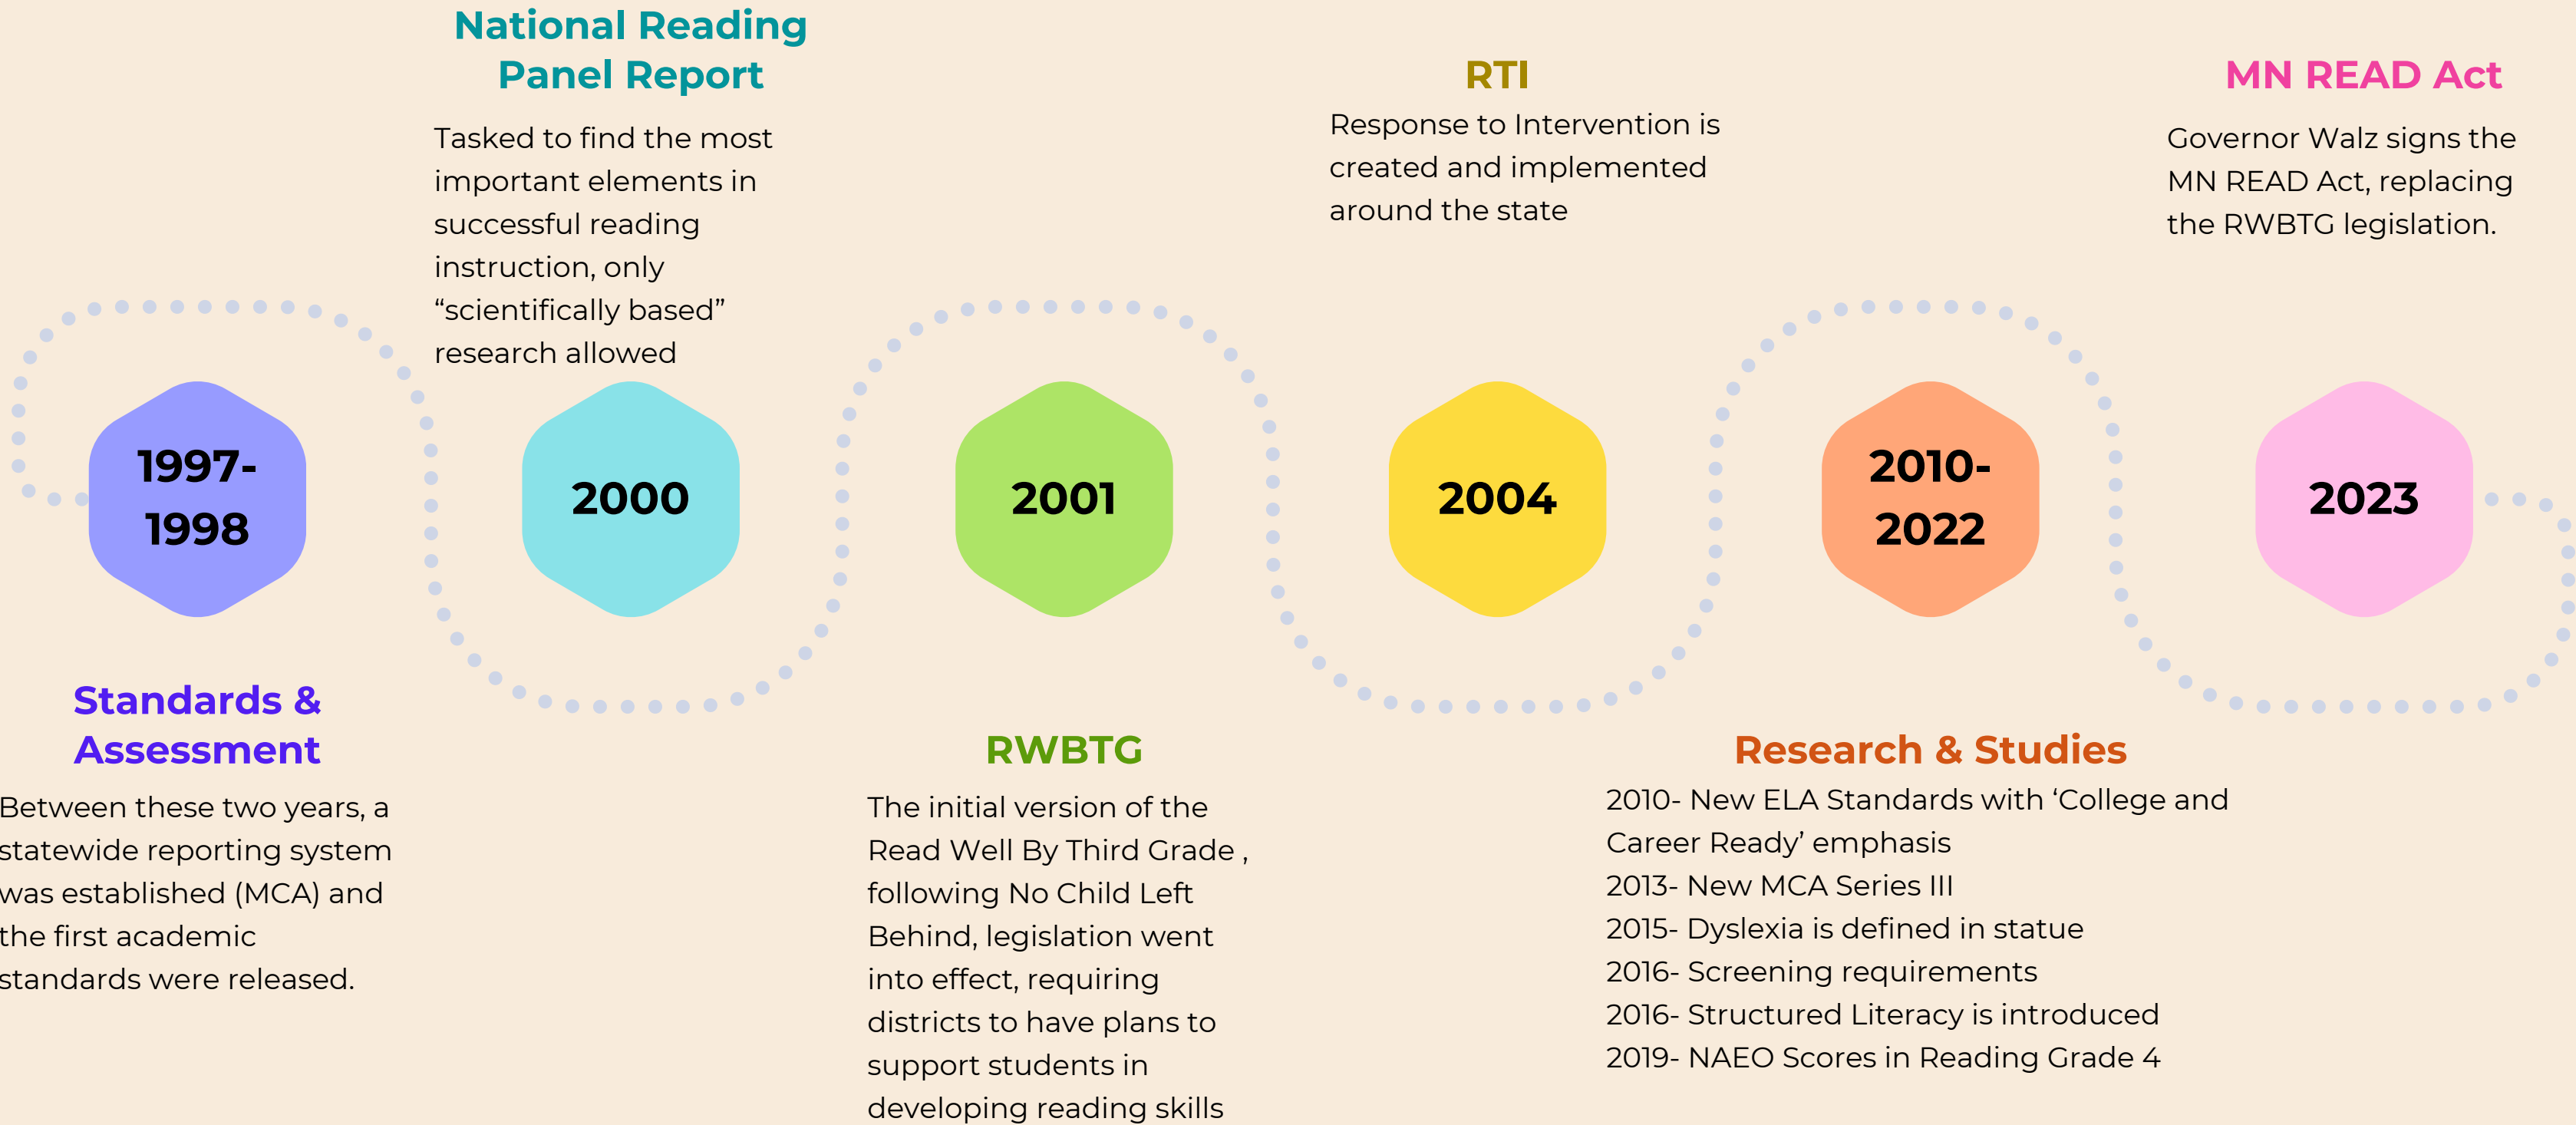 National Reading
Panel Report
Tasked to find the most
important elements in
successful reading
instruction, only
“scientifically based”
research allowed
RTI
Response to Intervention is
created and implemented
around the state
MN READ Act
Governor Walz signs the
MN READ Act, replacing
the RWBTG legislation.
1997-
1998
2000
2001
2004
2010-
2022
2023
Standards &
Assessment
Between these two years, a
statewide reporting system
was established (MCA) and
the first academic
standards were released.
RWBTG
The initial version of the
Read Well By Third Grade ,
following No Child Left
Behind, legislation went
into effect, requiring
districts to have plans to
support students in
developing reading skills
Research & Studies
2010- New ELA Standards with ‘College and
Career Ready’ emphasis
2013- New MCA Series III
2015- Dyslexia is defined in statue
2016- Screening requirements
2016- Structured Literacy is introduced
2019- NAEO Scores in Reading Grade 4